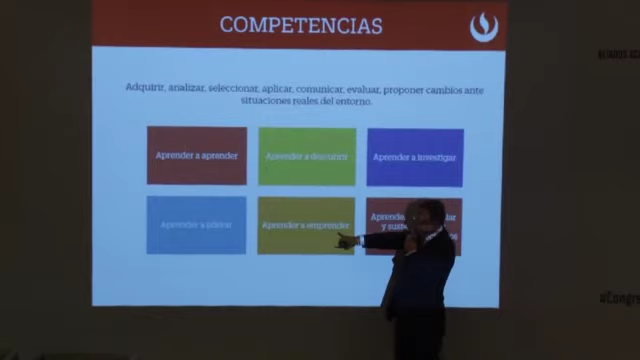 COMPETENCIAS
Adquirir, analizar, seleccionar, aplicar, comunicar, evaluar, proponer cambios ante
situaciones reales del entorno.
Aprender a aprender
Aprender a descubrir
Aprender a investigar
Aprender a liderar
Aprender a emprender
y